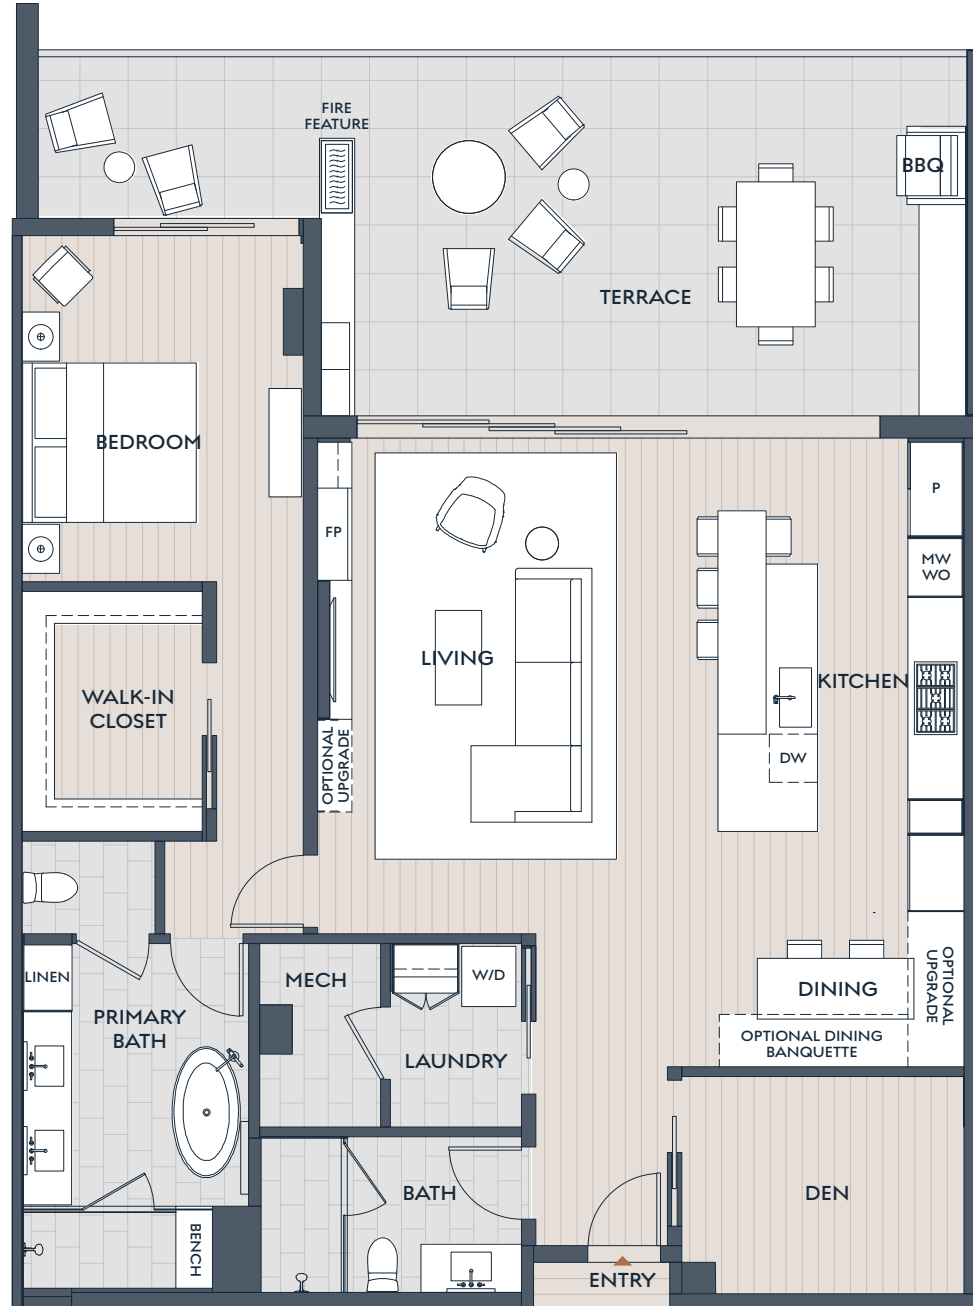 FIRE
FEATURE
BBQ
TERRACE
BEDROOM
P
FP
MW
WO
LIVING
KITCHEN
WALK-IN
CLOSET
OPTIONAL
UPGRADE
DW
LINEN
MECH
W/D
DINING
OPTIONAL
UPGRADE
PRIMARY
BATH
OPTIONAL DINING
BANQUETTE
LAUNDRY
BATH
DEN
BENCH
ENTRY